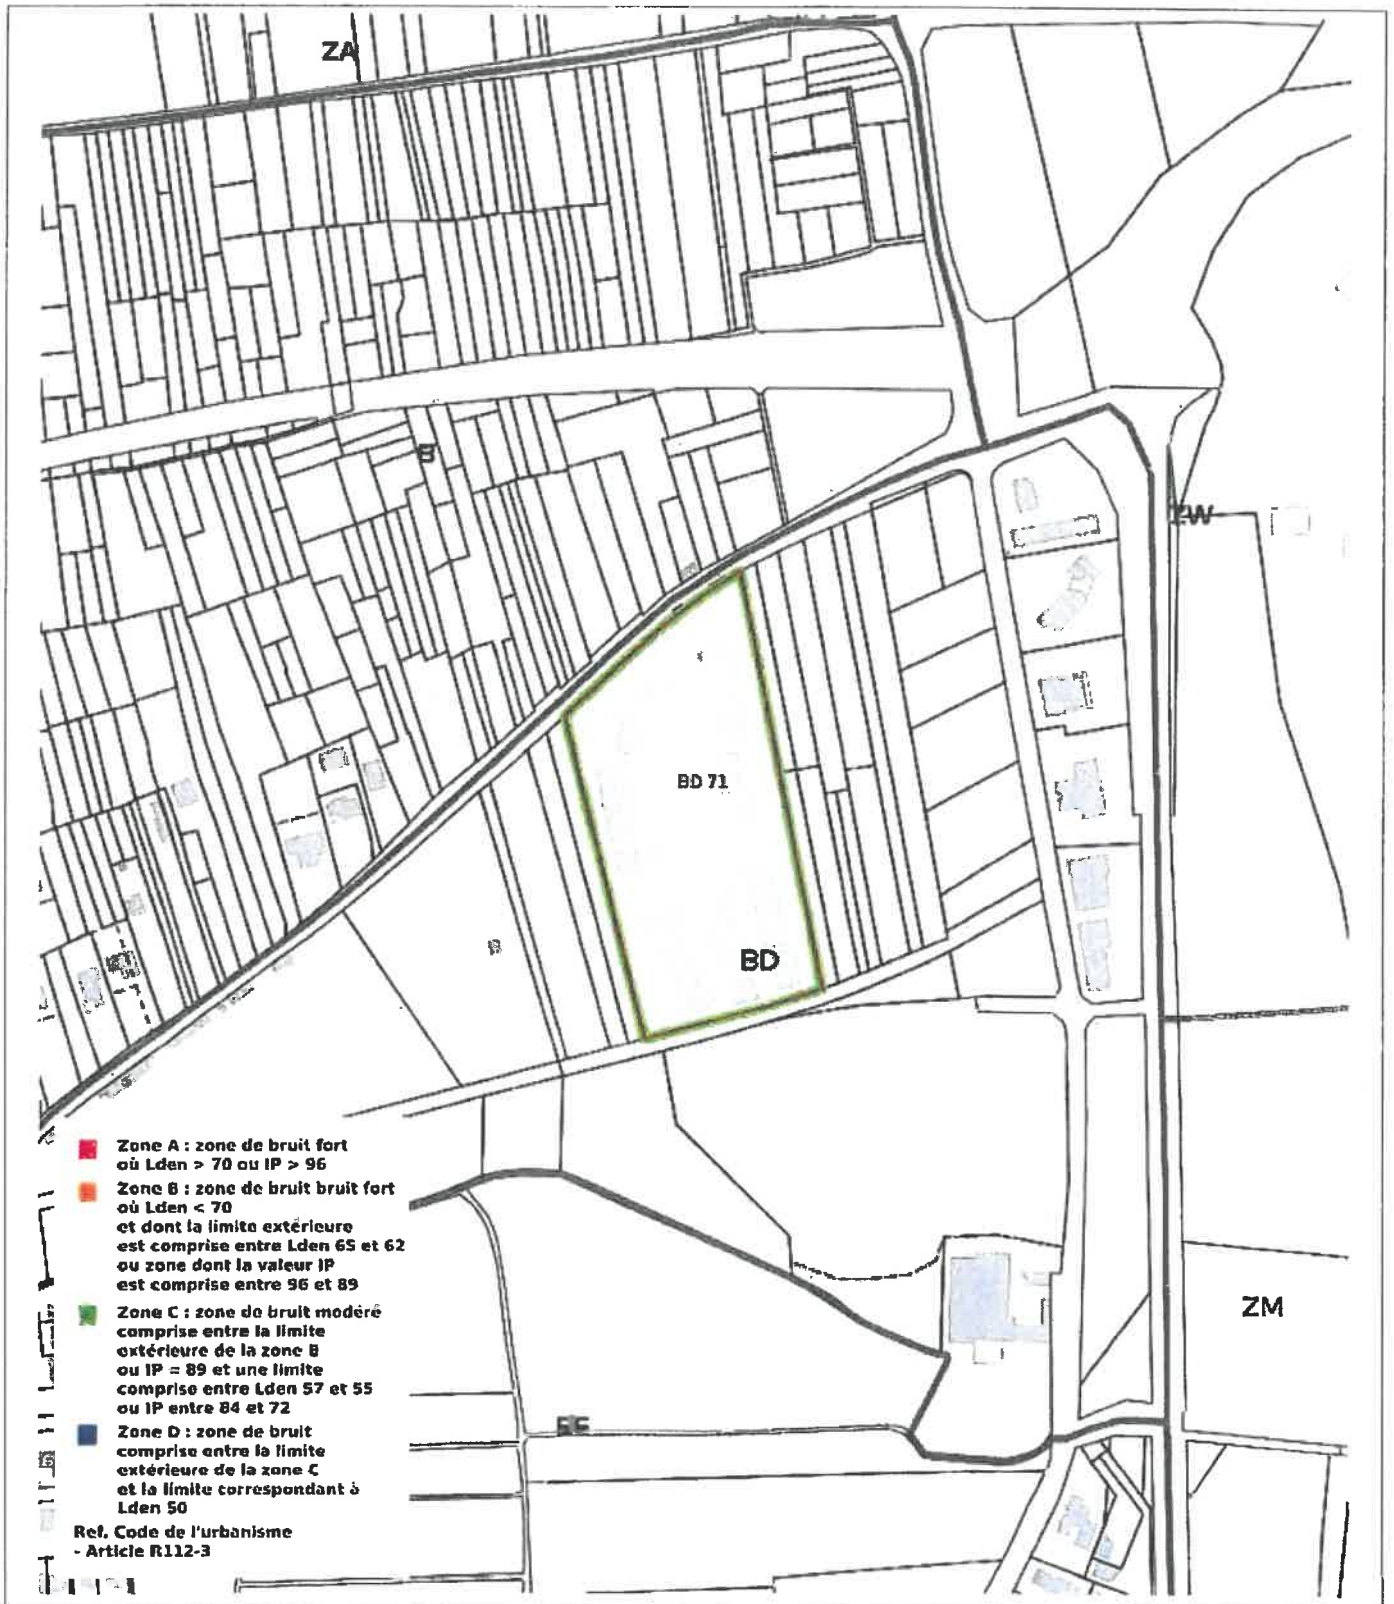 ZA
B
ZW
BD 71
BD
Zone A : zone de bruit fort
où Lden > 70 ou IP > 96
Zone B : zone de bruit bruit fort
où Lden < 70
et dont la limite extérieure
est comprise entre Lden 65 et 62
ou zone dont la valeur IP
est comprise entre 96 et 89
Zone C : zone de bruit modéré
comprise entre la limite
extérieure de la zone B
ou IP = 89 et une limite
comprise entre Lden 57 et 55
ou IP entre 84 et 72
ZM
Zone D : zone de bruit
comprise entre la limite
extérieure de la zone C
et la limite correspondant à
Lden 50
Ref. Code de l'urbanisme
- Article R112-3